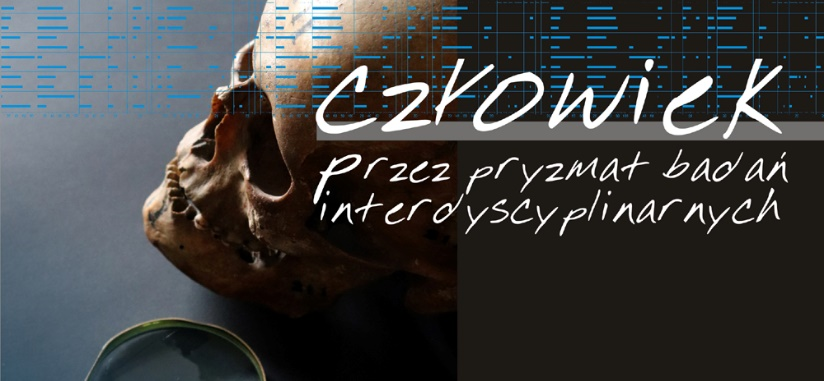 człowiek
przez pryzmat badań
interdyscyplinarnych